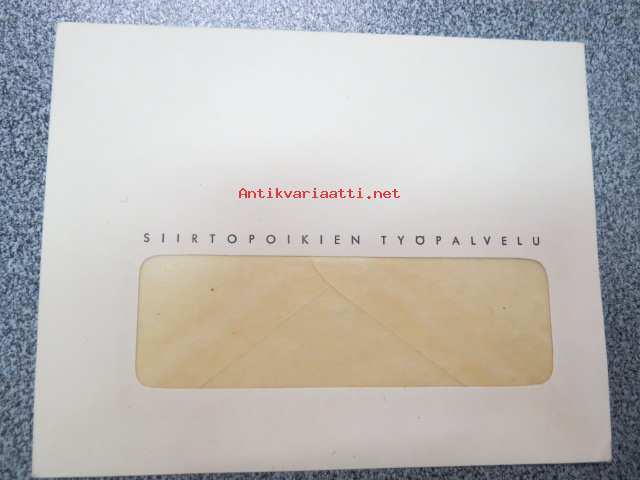 Antikvariaatti.net
SIIRTOPOIKIEN TYÖPALVELU